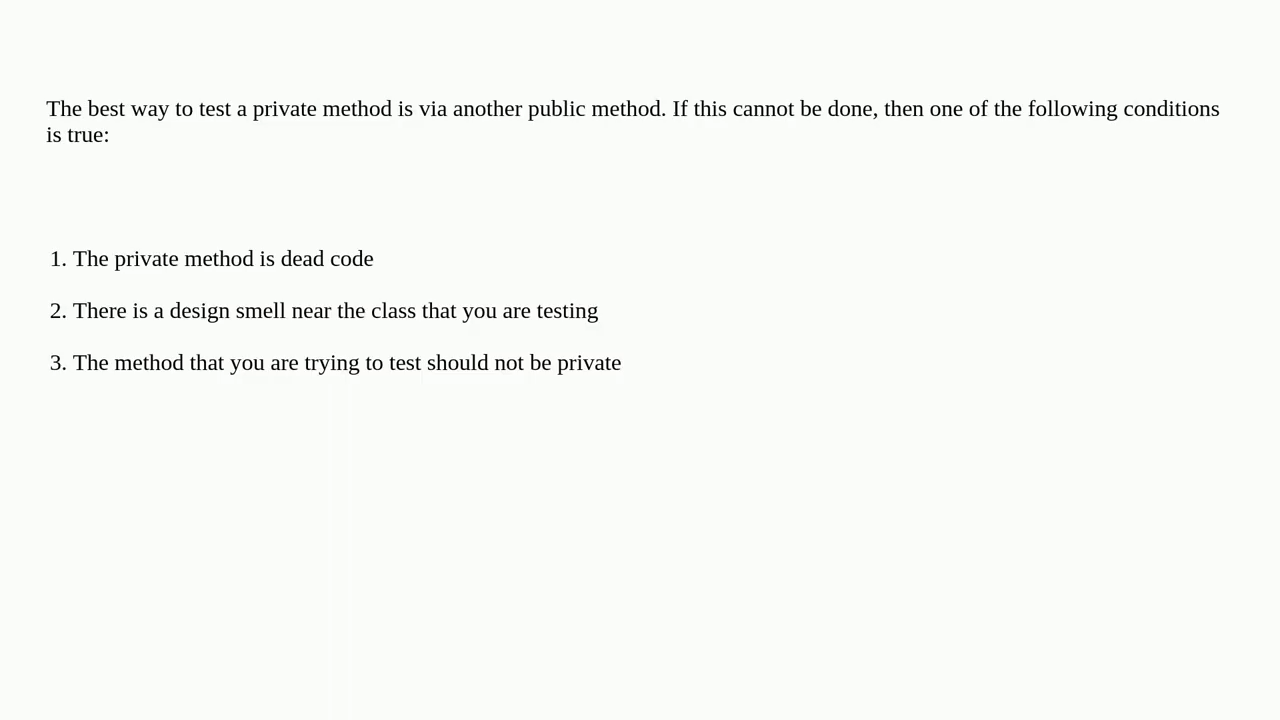 The best way to test a private method is via another public method. If this cannot be done, then one of the following conditions
is true:
1. The private method is dead code
2. There is a design smell near the class that you are testing
3. The method that you are trying to test should not be private